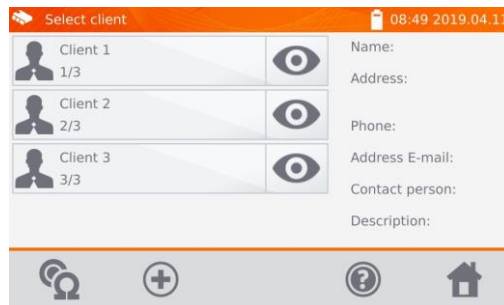 Select client
08:49 2019.04.11
Client 1
1/3
Client 2
2/3
Client 3
3/3
Name:
Address:
Phone:
Address E-mail:
Contact person:
Description: